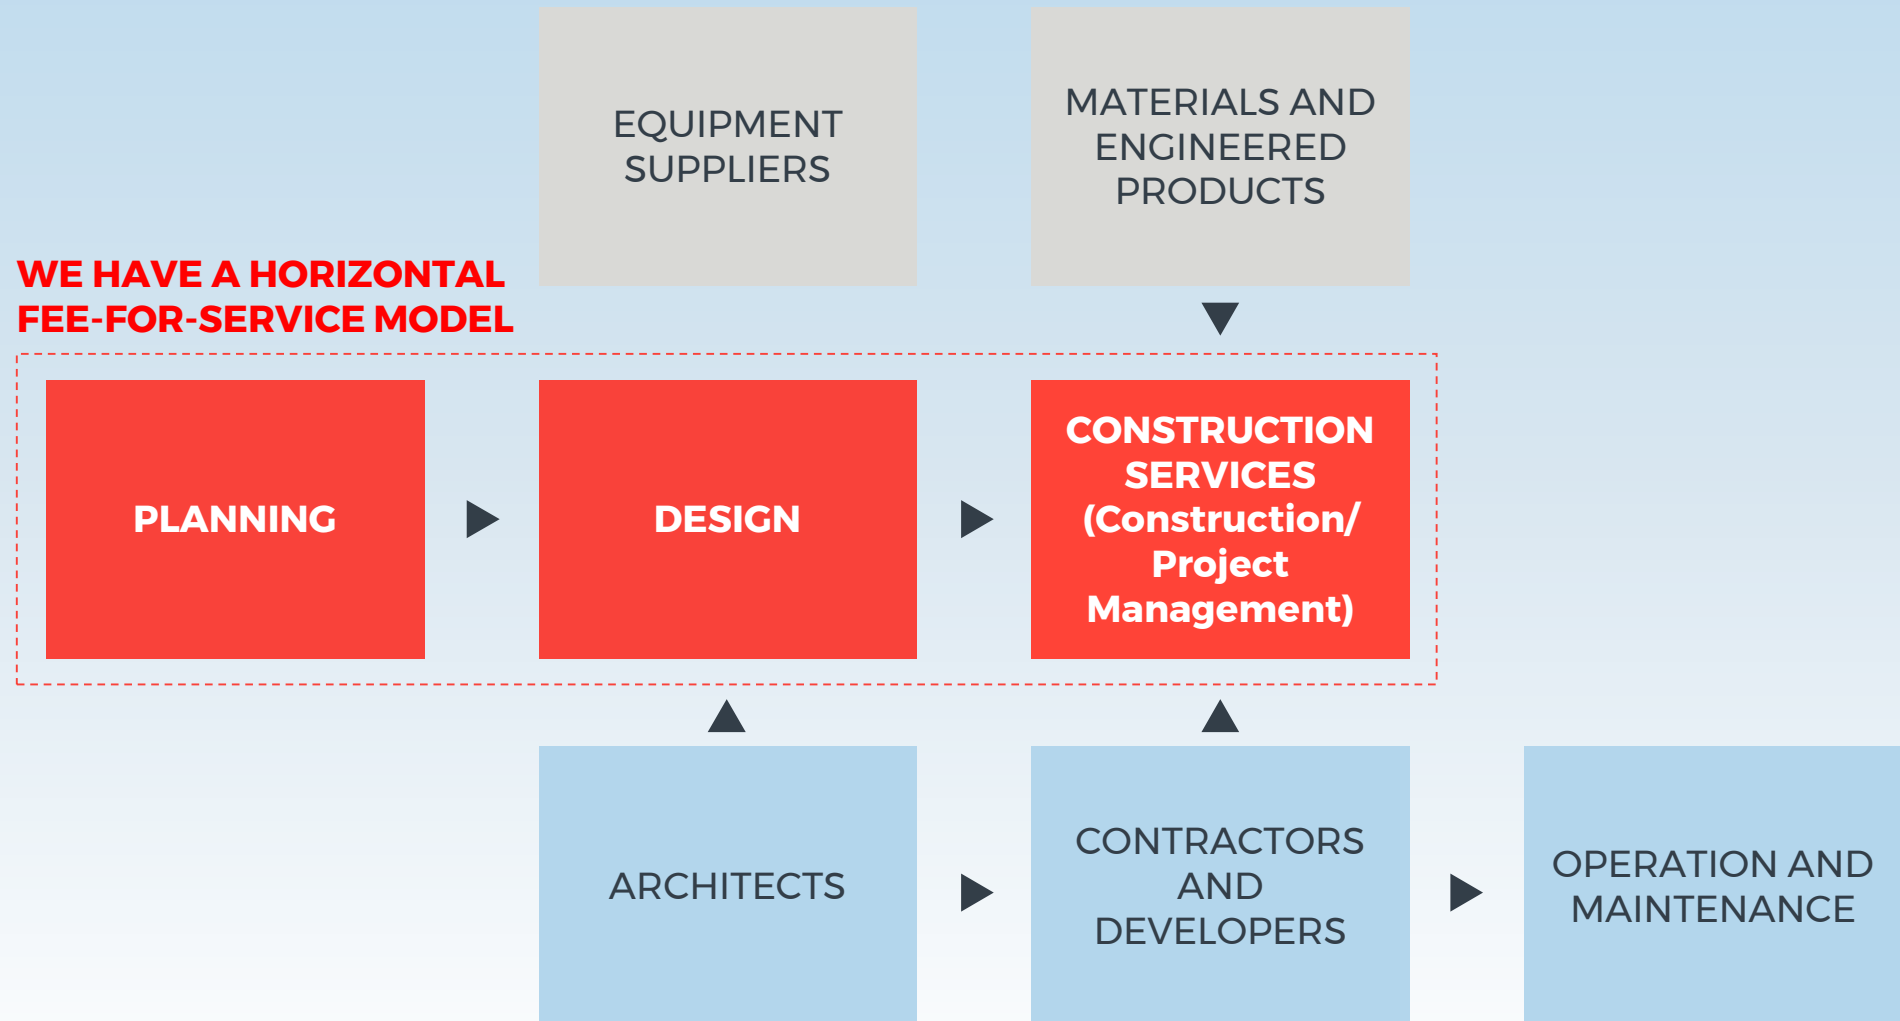 EQUIPMENT
SUPPLIERS
MATERIALS AND
ENGINEERED
PRODUCTS
WE HAVE A HORIZONTAL
FEE-FOR-SERVICE MODEL
PLANNING
DESIGN
CONSTRUCTION
SERVICES
(Construction/
Project
Management)
ARCHITECTS
CONTRACTORS
AND
DEVELOPERS
OPERATION AND
MAINTENANCE